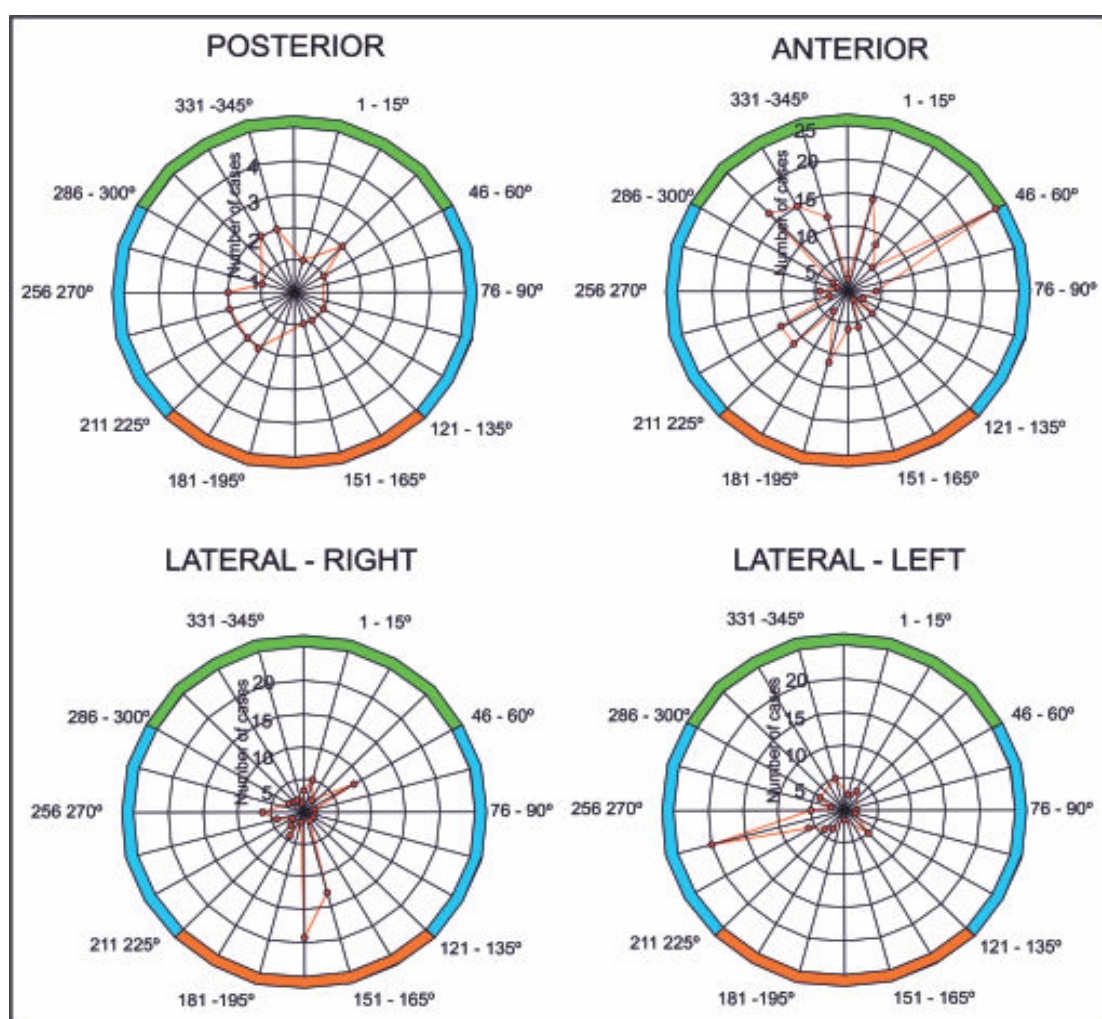 POSTERIOR
331 -345º
1 - 15º
286 - 300º
46 - 60º
256 270º
76 - 90º
211 225º
121 - 135º
181 -195º
151 - 165º
Number of cases
4
3
2
1
ANTERIOR
331 -345º
1 - 15º
286 - 300º
46 - 60º
256 270º
76 - 90º
211 225º
121 - 135º
181 -195º
151 - 165º
Number of cases
25
20
15
10
5
LATERAL - RIGHT
331 -345º
1 - 15º
286 - 300º
46 - 60º
256 270º
76 - 90º
211 225º
121 - 135º
181 -195º
151 - 165º
Number of cases
20
15
10
5
LATERAL - LEFT
331 -345º
1 - 15º
286 - 300º
46 - 60º
256 270º
76 - 90º
211 225º
121 - 135º
181 -195º
151 - 165º
Number of cases
20
15
10
5